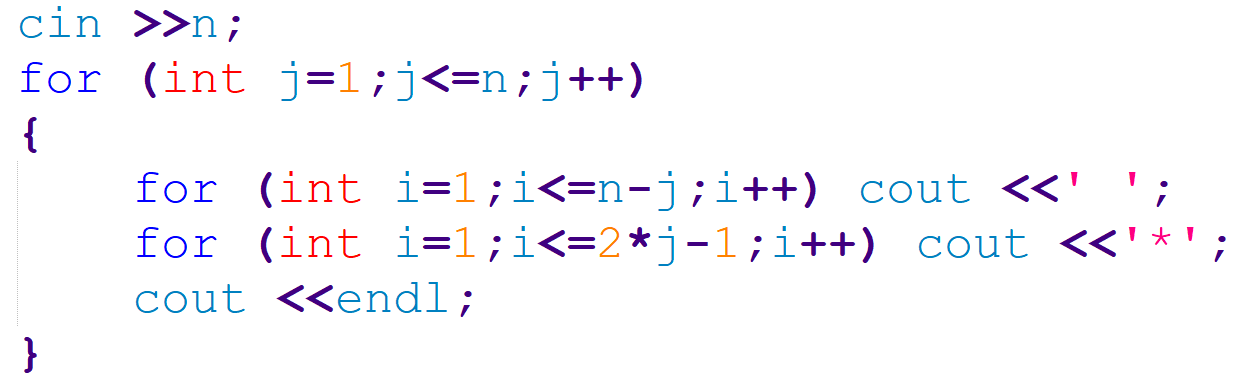 cin >>n;
for (int j=1;j<=n;j++)
{
    for (int i=1;i<=n-j;i++) cout <<' ';
    for (int i=1;i<=2*j-1;i++) cout <<'*';
    cout <<endl;
}